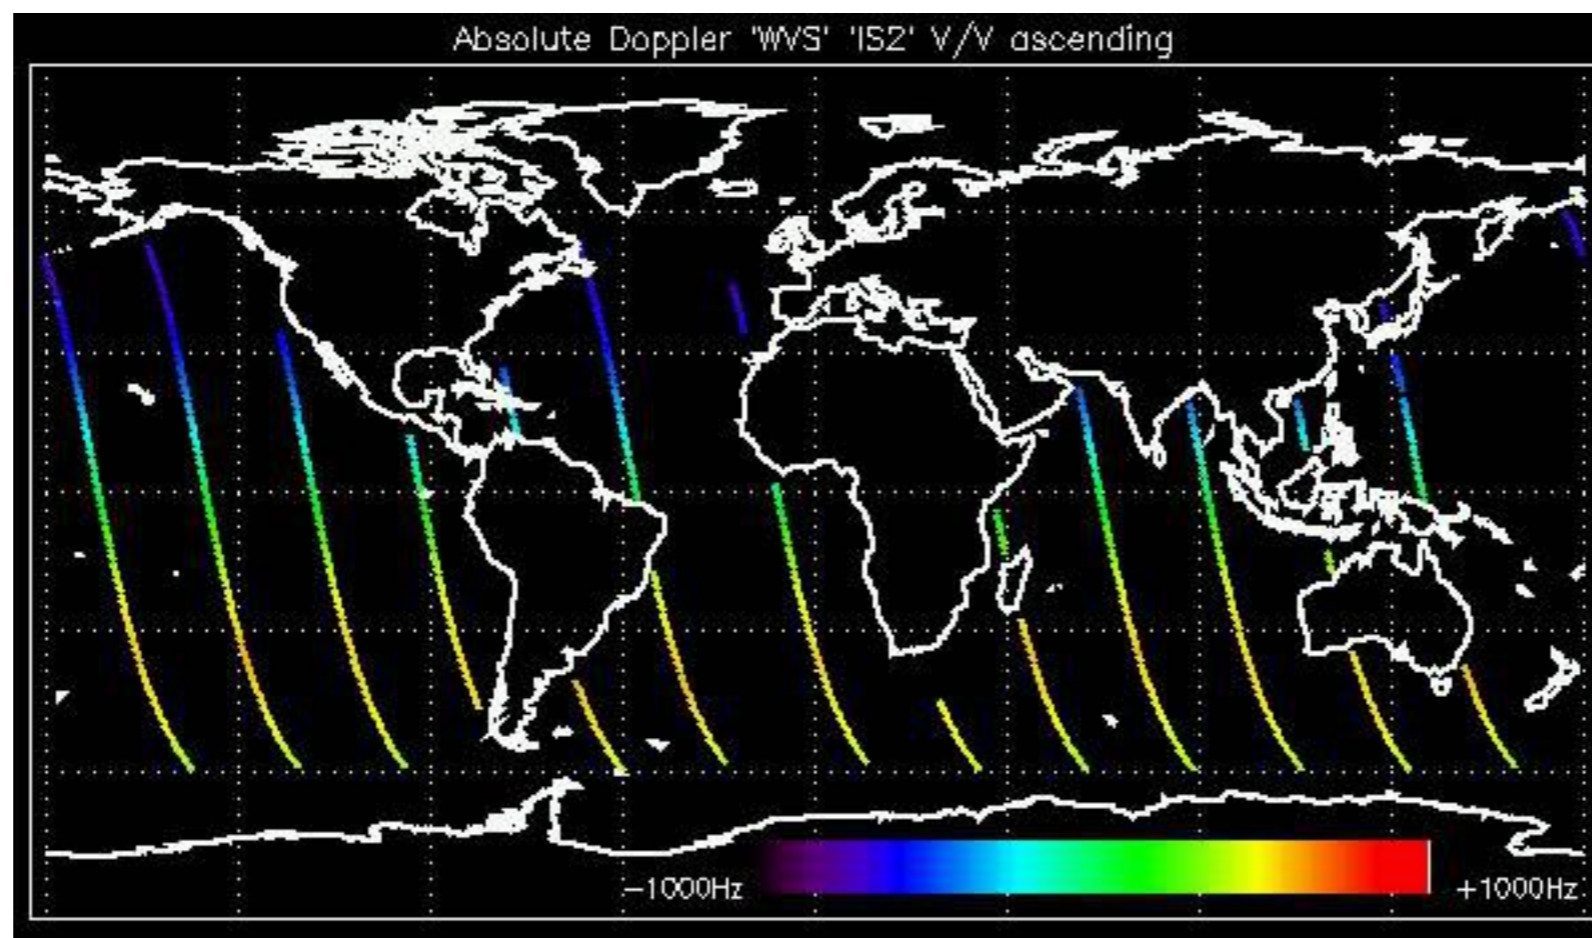 Absolute Doppler 'WVS' 'IS2' V/V ascending
-1000Hz +1000Hz